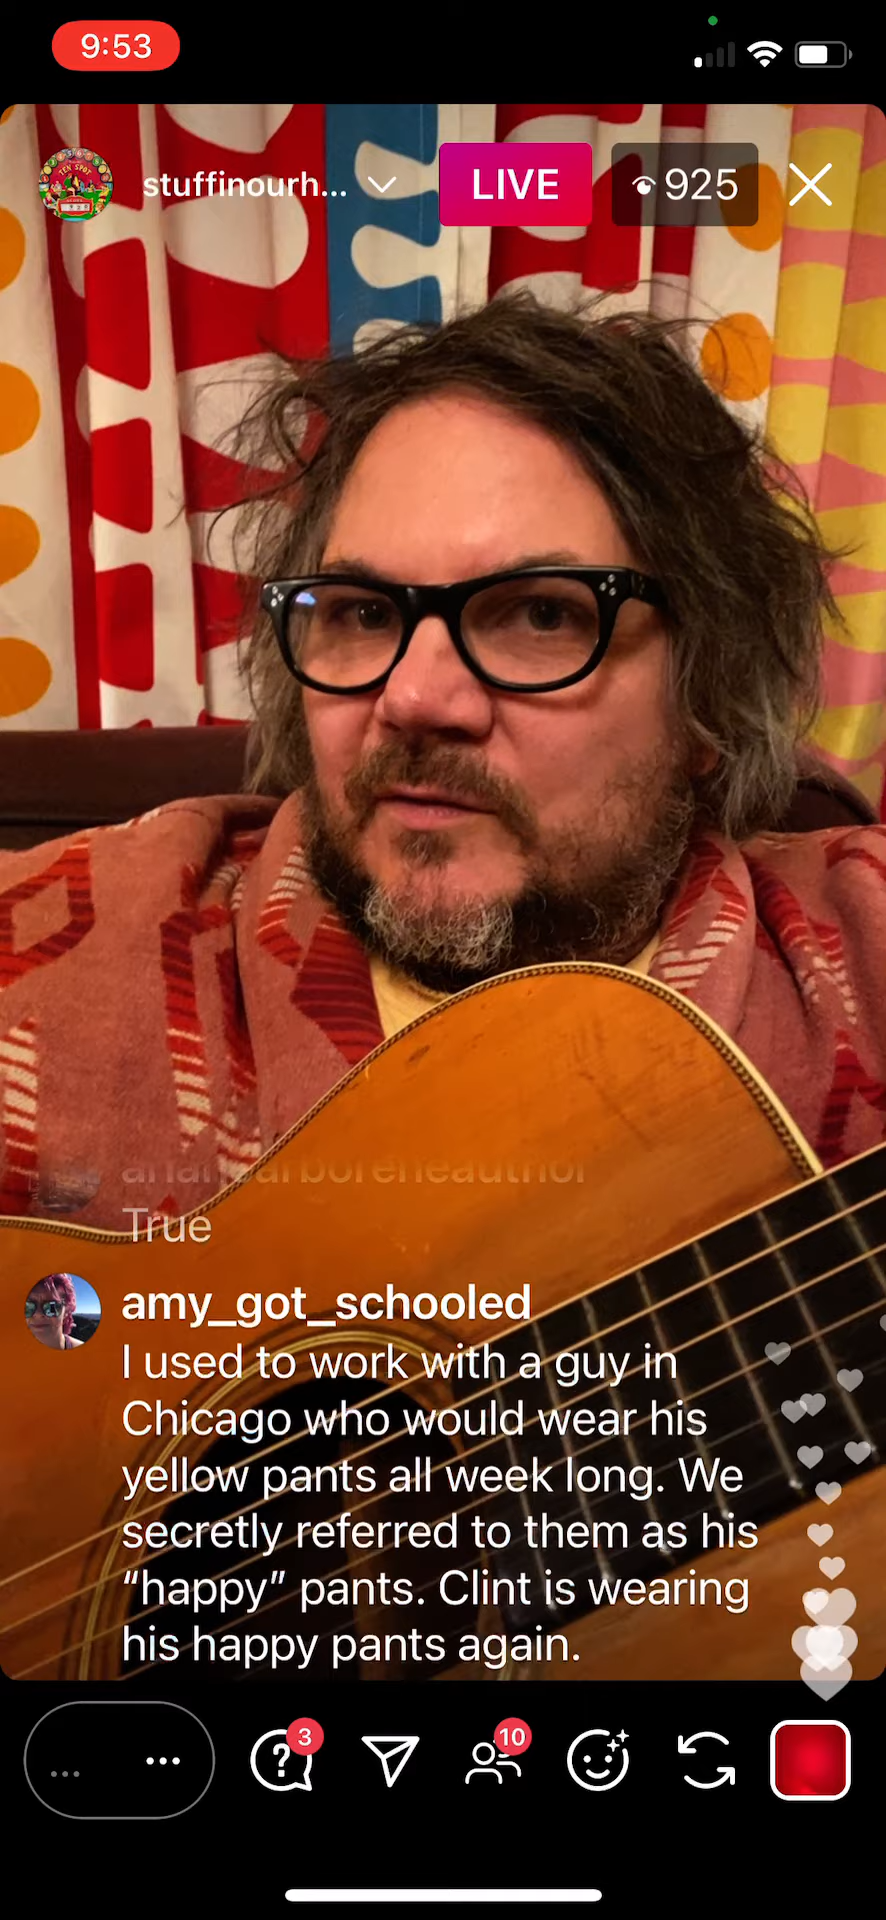 9:53
stuffinourh...
LIVE
925
True
amy_got_schooled
I used to work with a guy in
Chicago who would wear his
yellow pants all week long. We
secretly referred to them as his
“happy” pants. Clint is wearing
his happy pants again.
3
10